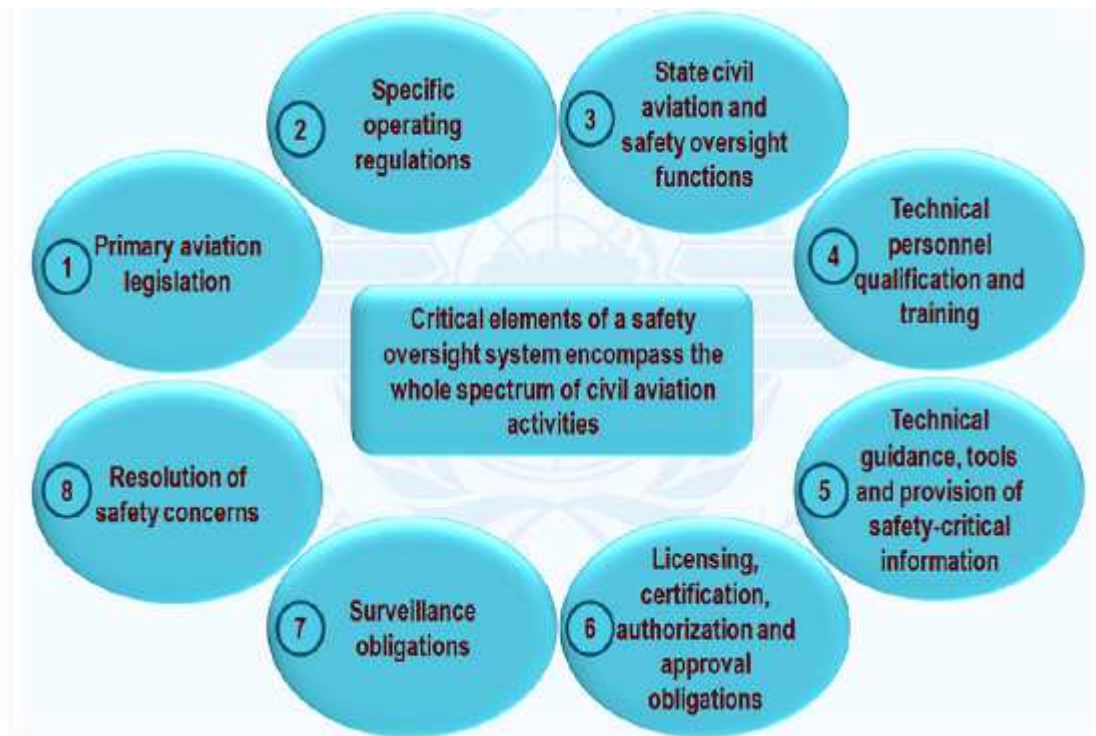 1
Primary aviation
legislation
2
Specific
operating
regulations
3
State civil
aviation and
safety oversight
functions
4
Technical
personnel
qualification and
training
5
Technical
guidance, tools
and provision of
safety-critical
information
6
Licensing,
certification,
authorization and
approval
obligations
7
Surveillance
obligations
8
Resolution of
safety concerns
Critical elements of a safety
oversight system encompass the
whole spectrum of civil aviation
activities